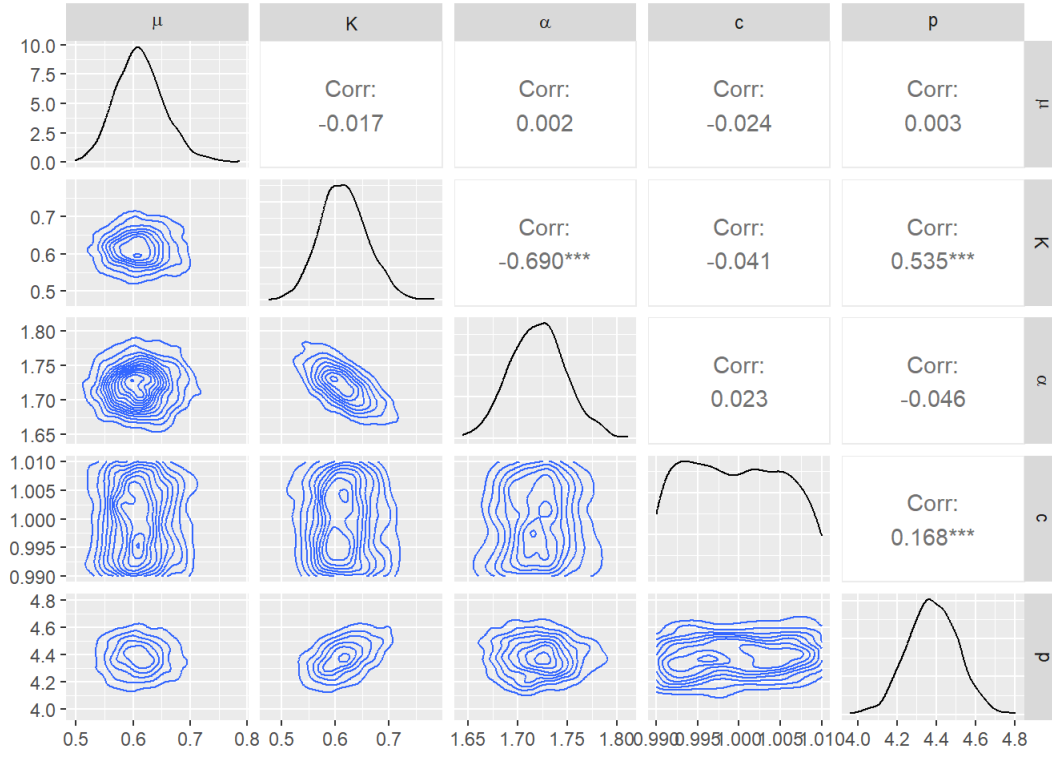 μ K α c p
10.0
7.5
5.0
2.5
0.0
Corr:
-0.017
Corr:
0.002
Corr:
-0.024
Corr:
0.003
μ
0.7
0.6
0.5
Corr:
-0.690***
Corr:
-0.041
Corr:
0.535***
K
1.80
1.75
1.70
1.65
Corr:
0.023
Corr:
-0.046
α
1.010
1.005
1.000
0.995
0.990
Corr:
0.168***
c
4.8
4.6
4.4
4.2
4.0
p
0.5 0.6 0.7 0.8 0.5 0.6 0.7 1.65 1.70 1.75 1.80 0.990 0.995 1.000 1.005 1.010 4.0 4.2 4.4 4.6 4.8